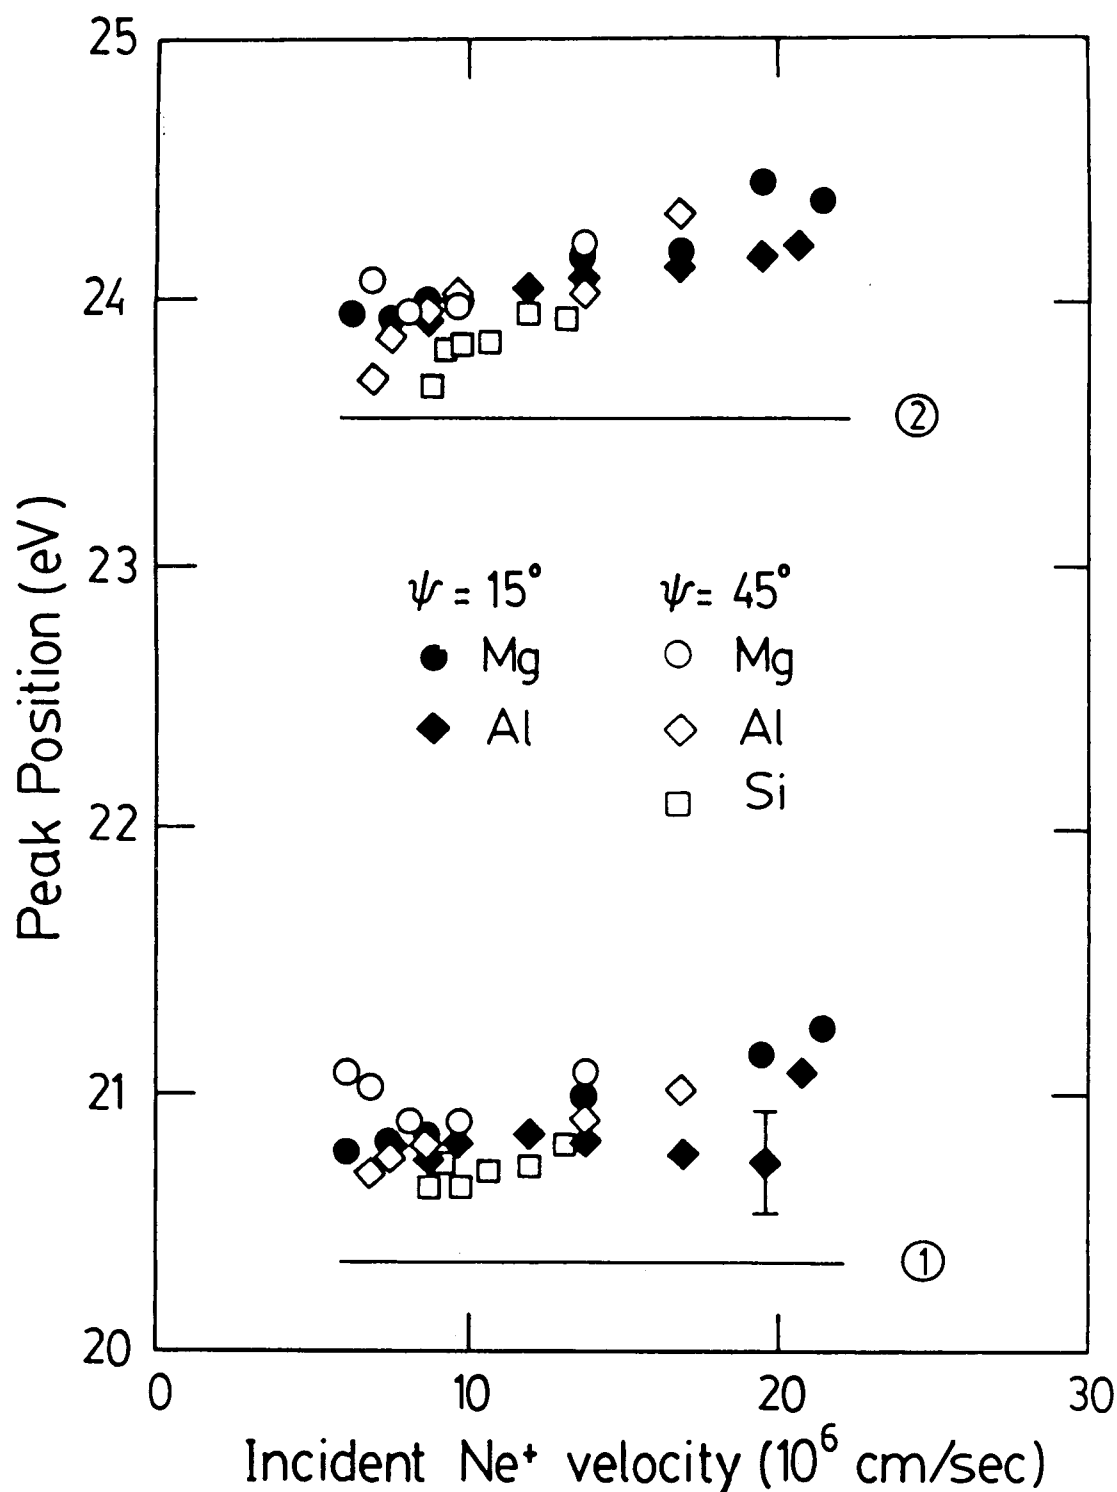 25
24
②
23
Peak Position (eV)
ψ = 15° ψ = 45°
Mg Mg
Al Al
Si
22
21
①
20
0 10 20 30
Incident Ne⁺ velocity (10⁶ cm/sec)